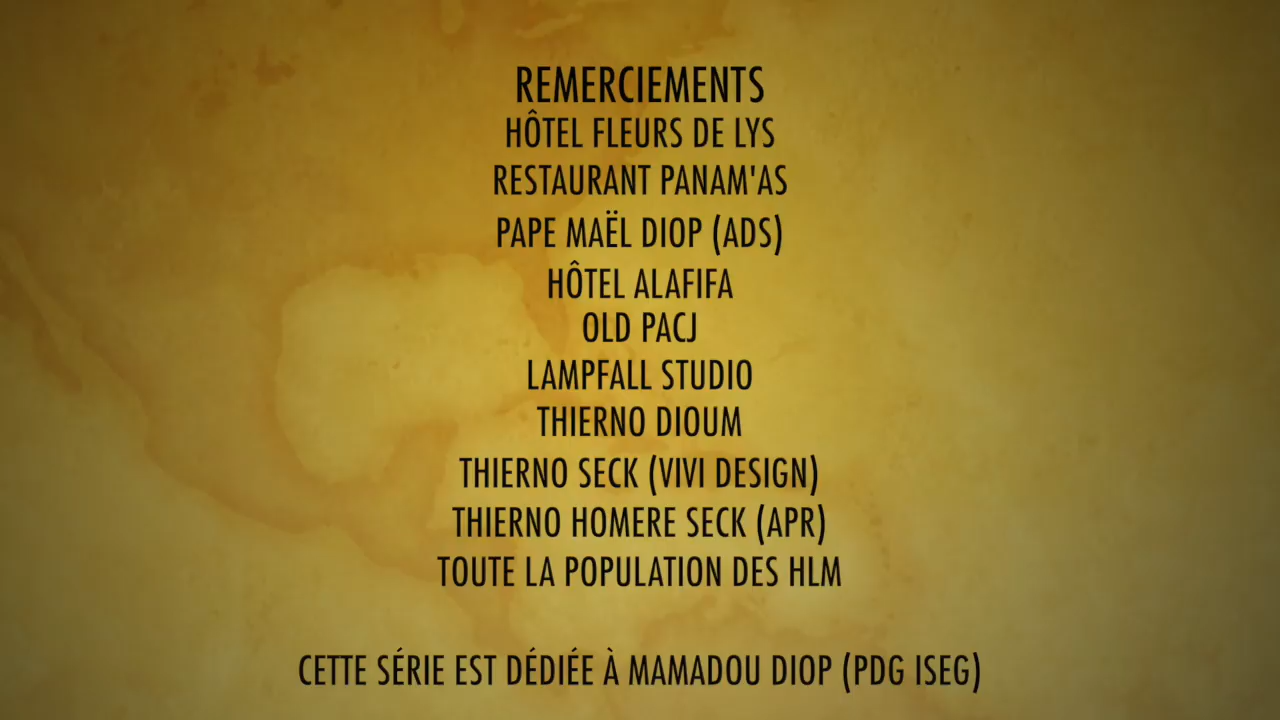 REMERCIEMENTS
HÔTEL FLEURS DE LYS
RESTAURANT PANAM'AS
PAPE MAËL DIOP (ADS)
HÔTEL ALAFIFA
OLD PACJ
LAMPFALL STUDIO
THIERNO DIOUM
THIERNO SECK (VIVI DESIGN)
THIERNO HOMERE SECK (APR)
TOUTE LA POPULATION DES HLM
CETTE SÉRIE EST DÉDIÉE À MAMADOU DIOP (PDG ISEG)